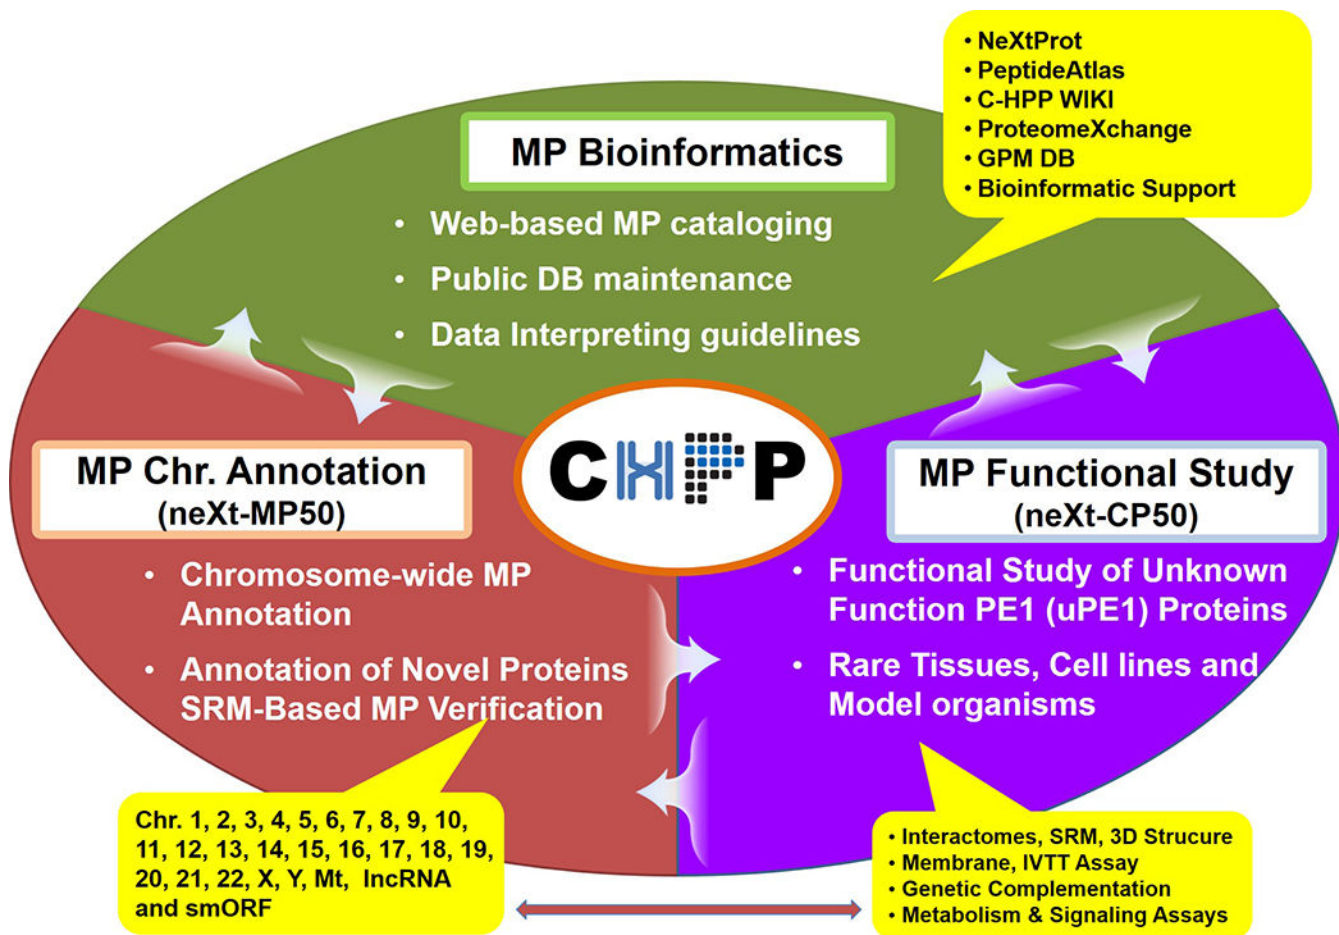 • NeXtProt
• PeptideAtlas
• C-HPP WIKI
• ProteomeXchange
• GPM DB
• Bioinformatic Support
MP Bioinformatics
• Web-based MP cataloging
• Public DB maintenance
• Data Interpreting guidelines
CHPP
MP Chr. Annotation
(neXt-MP50)
• Chromosome-wide MP
Annotation
• Annotation of Novel Proteins
SRM-Based MP Verification
MP Functional Study
(neXt-CP50)
• Functional Study of Unknown
Function PE1 (uPE1) Proteins
• Rare Tissues, Cell lines and
Model organisms
Chr. 1, 2, 3, 4, 5, 6, 7, 8, 9, 10,
11, 12, 13, 14, 15, 16, 17, 18, 19,
20, 21, 22, X, Y, Mt, lncRNA
and smORF
• Interactomes, SRM, 3D Strucure
• Membrane, IVTT Assay
• Genetic Complementation
• Metabolism & Signaling Assays